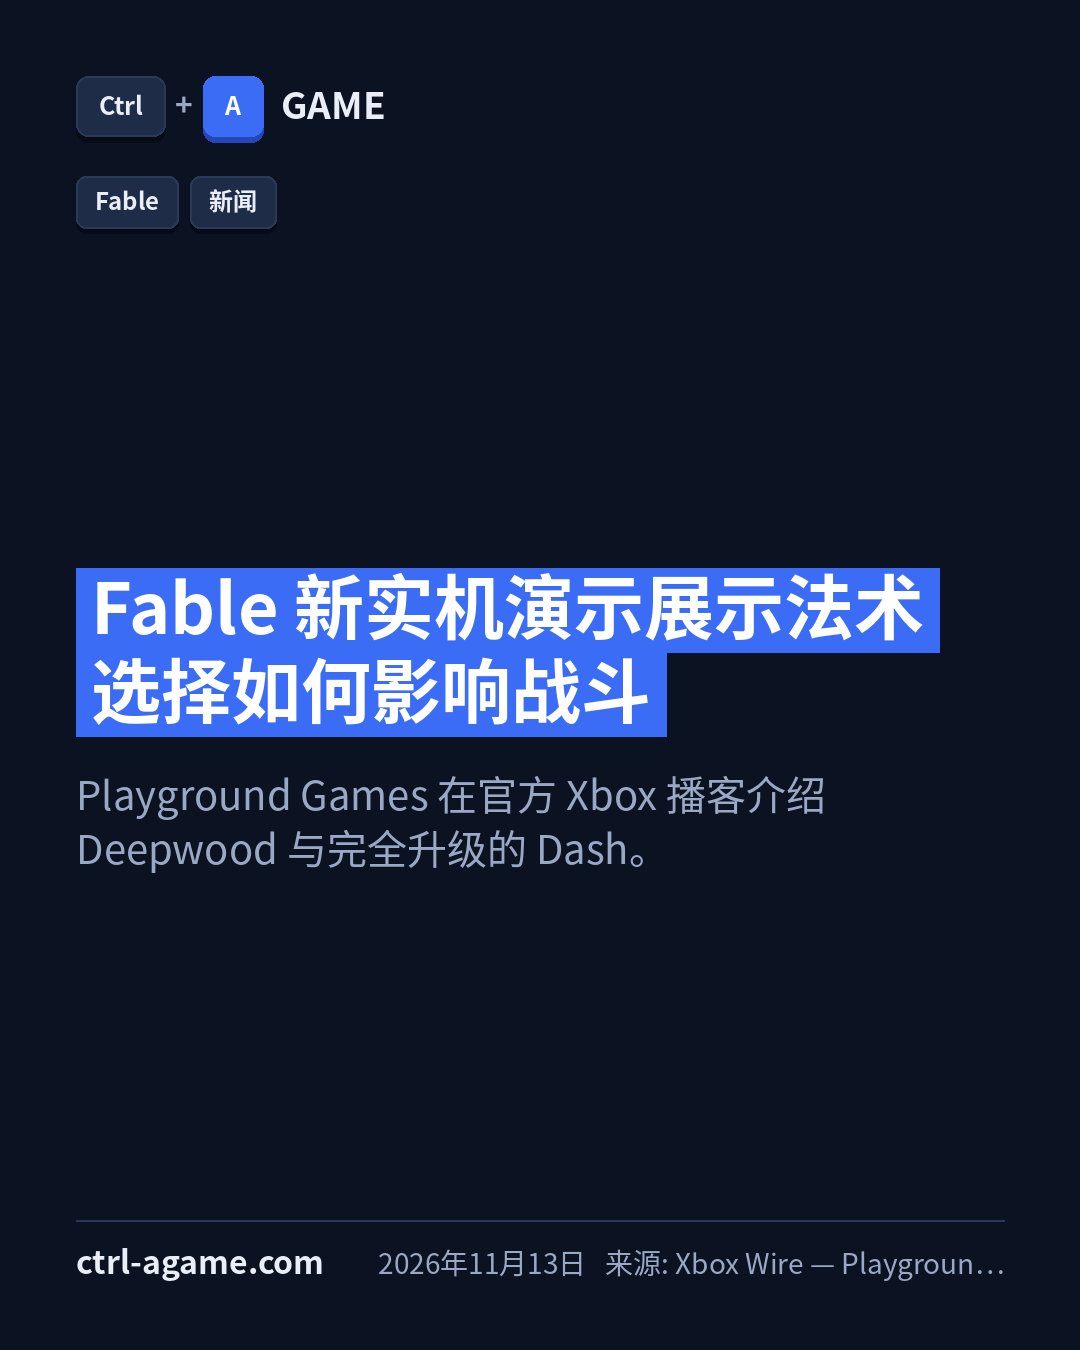 Ctrl + A GAME
Fable 新闻
Fable 新实机演示展示法术
选择如何影响战斗
Playground Games 在官方 Xbox 播客介绍
Deepwood 与完全升级的 Dash。
ctrl-agame.com 2026年11月13日 来源: Xbox Wire — Playgroun…